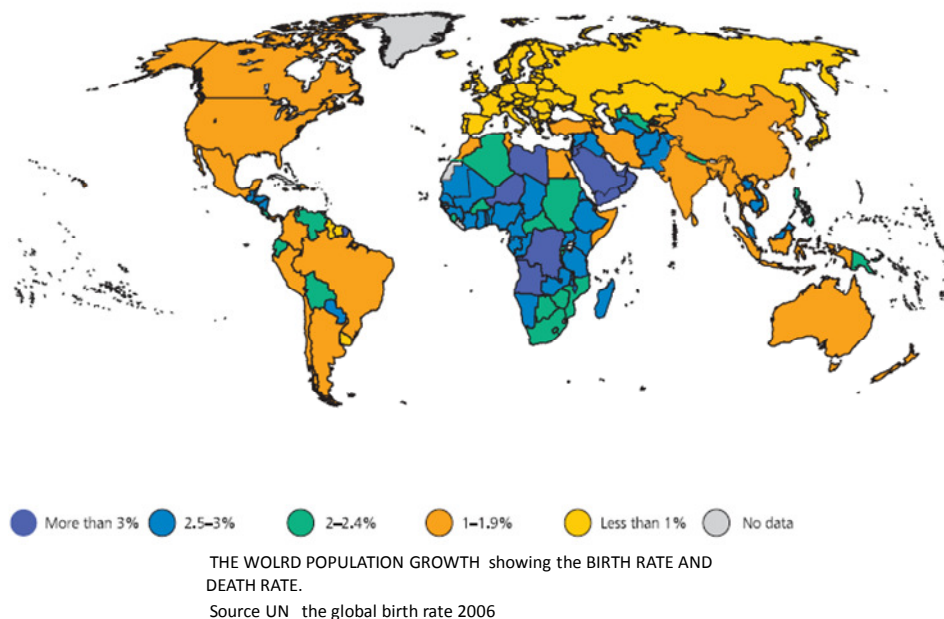 More than 3% 2.5–3% 2–2.4% 1–1.9% Less than 1% No data
THE WOLRD POPULATION GROWTH showing the BIRTH RATE AND
DEATH RATE.
Source UN the global birth rate 2006